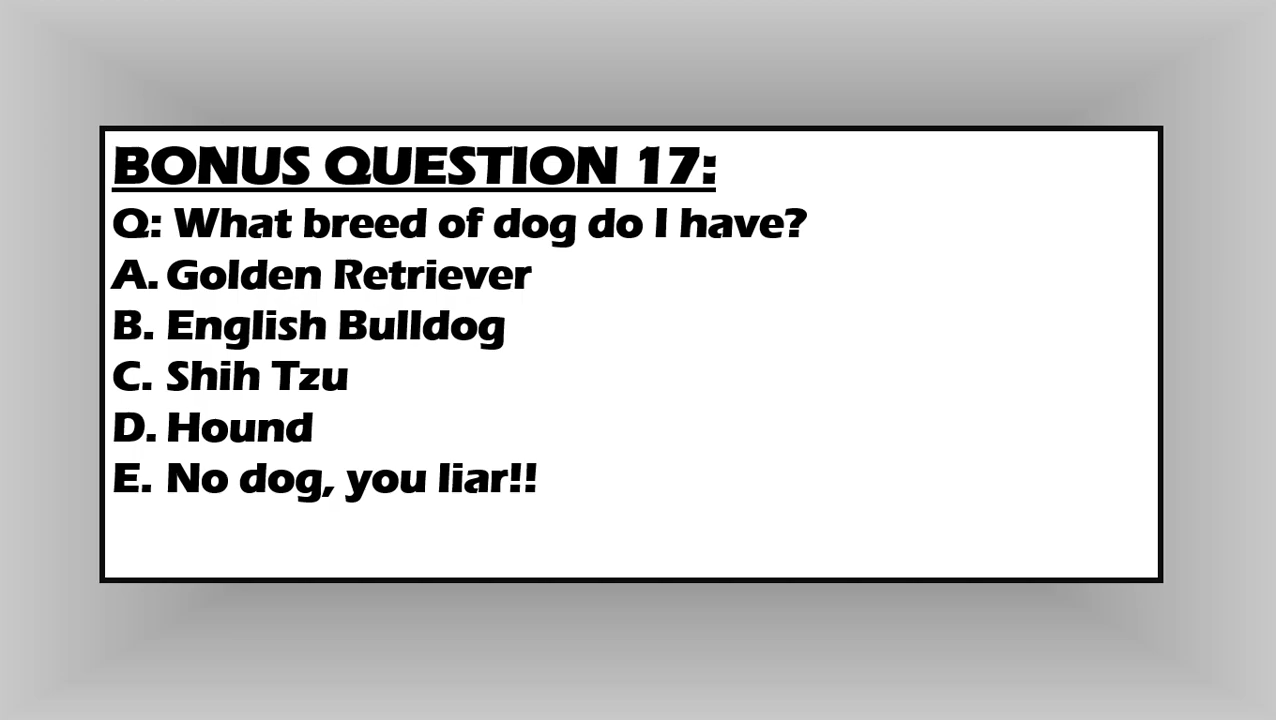 BONUS QUESTION 17:
Q: What breed of dog do I have?
A. Golden Retriever
B. English Bulldog
C. Shih Tzu
D. Hound
E. No dog, you liar!!